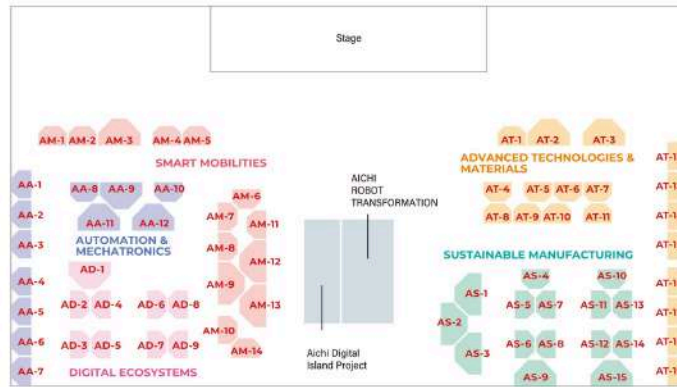 Stage
AM-1 AM-2 AM-3 AM-4 AM-5
SMART MOBILITIES
AT-1 AT-2 AT-3
ADVANCED TECHNOLOGIES &
MATERIALS
AA-1
AA-2
AA-3
AA-4
AA-5
AA-6
AA-7
AA-8 AA-9 AA-10
AA-11 AA-12
AUTOMATION &
MECHATRONICS
AM-6
AM-7
AM-11
AM-8
AM-12
AM-9
AM-13
AM-10
AM-14
AICHI
ROBOT
TRANSFORMATION
Aichi Digital
Island Project
AT-4 AT-5 AT-6 AT-7
AT-8 AT-9 AT-10 AT-11
AD-1
AD-2 AD-4 AD-6 AD-8
AD-3 AD-5 AD-7 AD-9
DIGITAL ECOSYSTEMS
SUSTAINABLE MANUFACTURING
AS-1
AS-2
AS-3
AS-4 AS-10
AS-5 AS-7 AS-11 AS-13
AS-6 AS-8 AS-12 AS-14
AS-9 AS-15